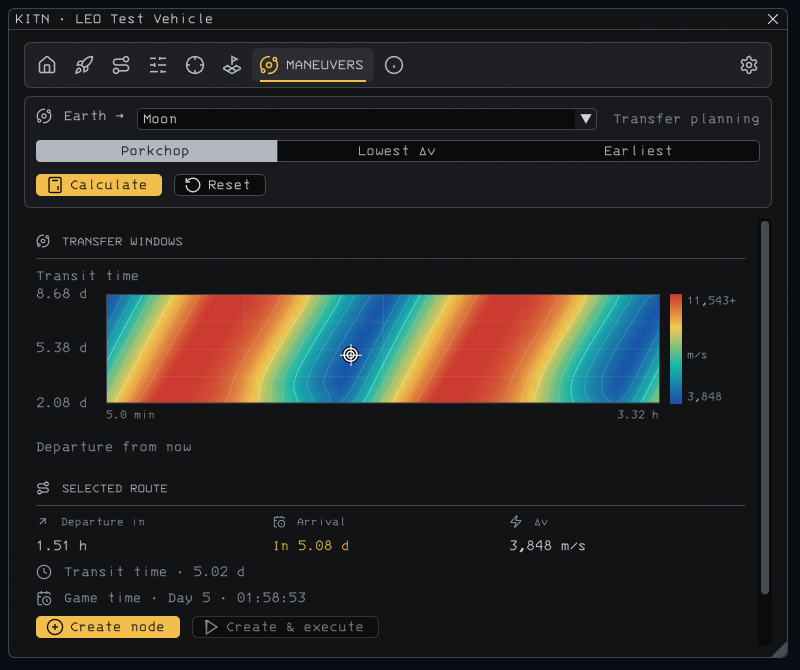 KITN · LEO Test Vehicle
MANEUVERS
Earth → Moon Transfer planning
Porkchop Lowest Δv Earliest
Calculate Reset
TRANSFER WINDOWS
Transit time
8.68 d
5.38 d
2.08 d
11,543+
m/s
3,848
5.0 min 3.32 h
Departure from now
SELECTED ROUTE
Departure in Arrival Δv
1.51 h In 5.08 d 3,848 m/s
Transit time · 5.02 d
Game time · Day 5 · 01:58:53
Create node Create & execute